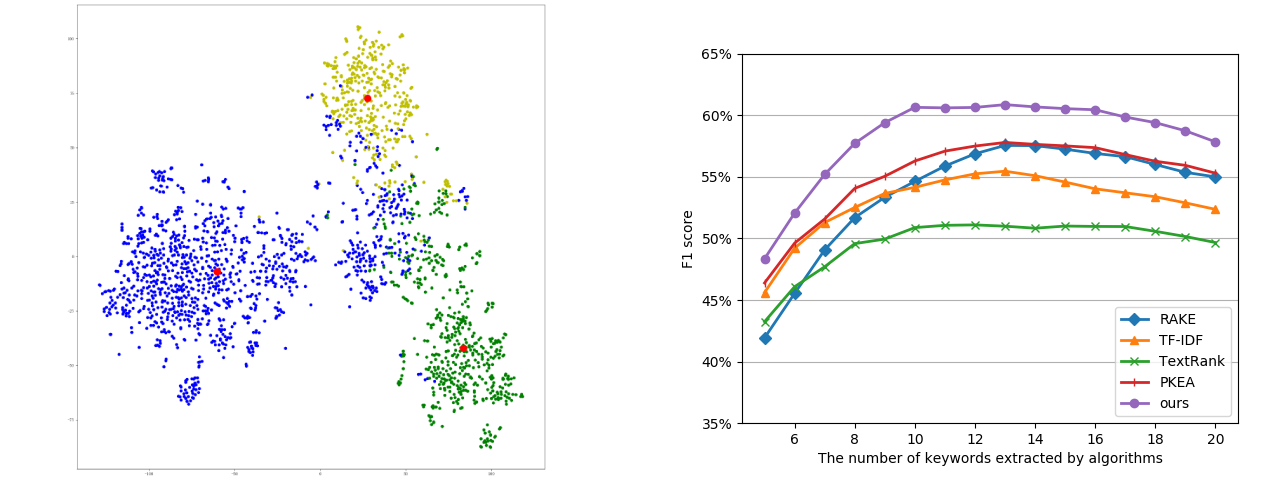 65%
60%
55%
50%
45%
40%
35%
F1 score
RAKE
TF-IDF
TextRank
PKEA
ours
6 8 10 12 14 16 18 20
The number of keywords extracted by algorithms